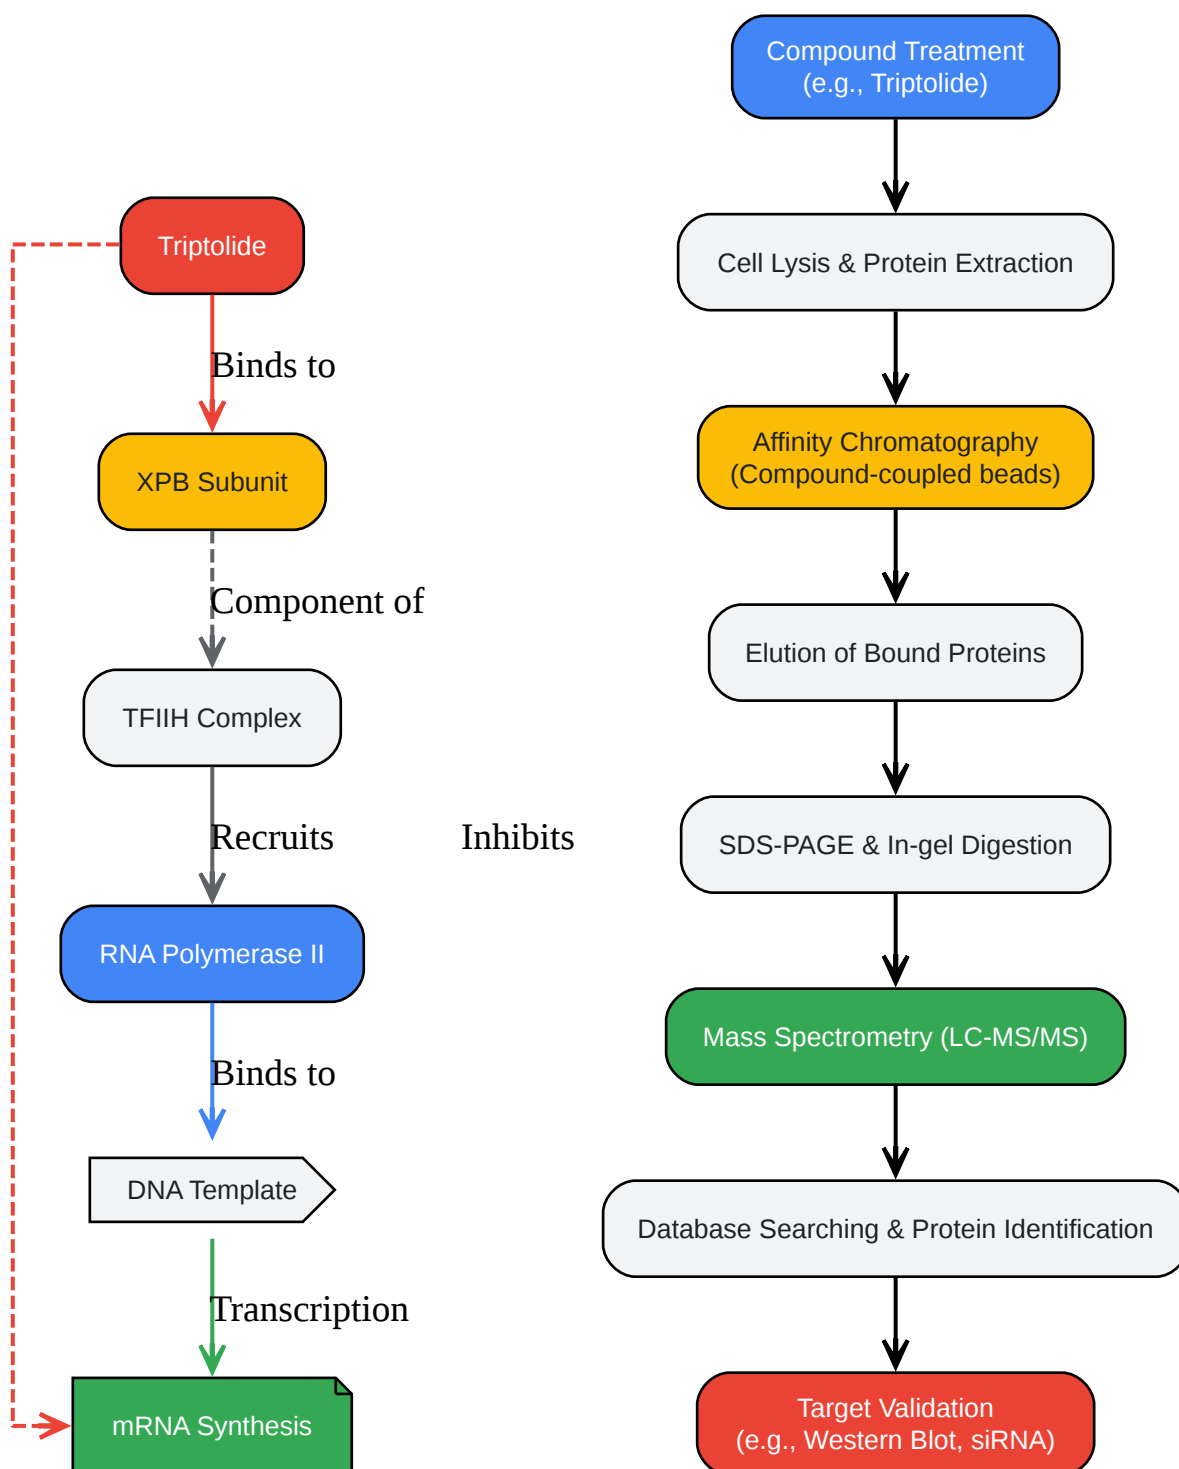 Triptolide
Binds to
XPB Subunit
Component of
TFIIH Complex
Recruits
Inhibits
RNA Polymerase II
Binds to
DNA Template
Transcription
mRNA Synthesis
Compound Treatment
(e.g., Triptolide)
Cell Lysis & Protein Extraction
Affinity Chromatography
(Compound-coupled beads)
Elution of Bound Proteins
SDS-PAGE & In-gel Digestion
Mass Spectrometry (LC-MS/MS)
Database Searching & Protein Identification
Target Validation
(e.g., Western Blot, siRNA)